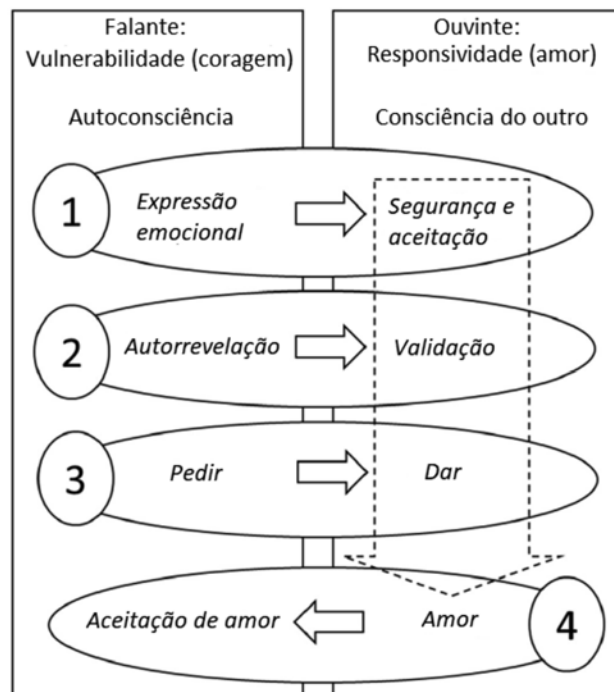 Falante:
Vulnerabilidade (coragem)
Ouvinte:
Responsividade (amor)
Autoconsciência
Consciência do outro
1
Expressão
emocional
Segurança e
aceitação
2
Autorrevelação
Validação
3
Pedir
Dar
Aceitação de amor
Amor
4